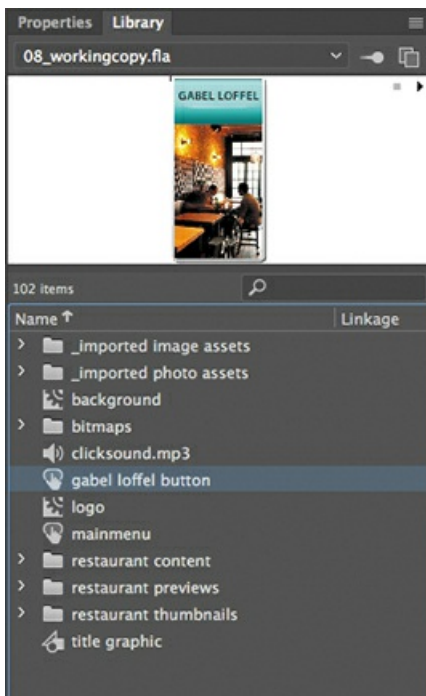 Properties Library
08_workingcopy.fla
GABEL LOFFEL
102 items
Name Linkage
_imported image assets
_imported photo assets
background
bitmaps
clicksound.mp3
gabel loffel button
logo
mainmenu
restaurant content
restaurant previews
restaurant thumbnails
title graphic